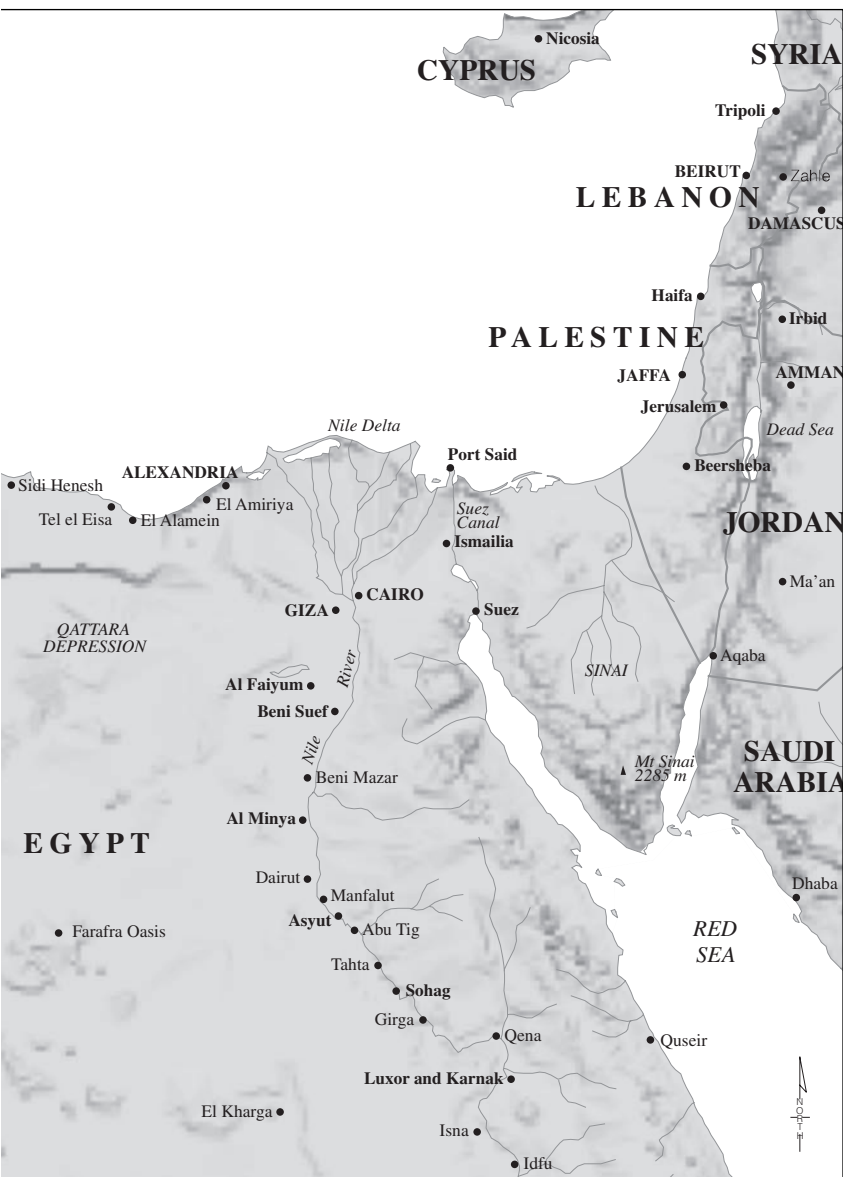 Nicosia
CYPRUS
SYRIA
Tripoli
BEIRUT
Zahle
LEBANON
DAMASCUS
Haifa
Irbid
PALESTINE
JAFFA
AMMAN
Jerusalem
Nile Delta
Dead Sea
Port Said
ALEXANDRIA
Beersheba
Sidi Henesh
El Amiriya
Suez
Canal
Tel el Eisa
El Alamein
JORDAN
Ismailia
Ma'an
CAIRO
GIZA
Suez
QATTARA
DEPRESSION
River
SINAI
Aqaba
Al Faiyum
Beni Suef
Nile
SAUDI
ARABIA
Mt Sinai
2285 m
Beni Mazar
Al Minya
EGYPT
Dairut
Dhaba
Manfalut
Asyut
Abu Tig
Farafra Oasis
RED
SEA
Tahta
Sohag
Girga
Qena
Quseir
Luxor and Karnak
NORTH
El Kharga
Isna
Idfu